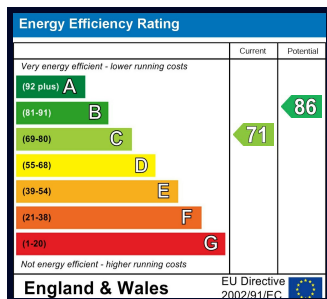 Energy Efficiency Rating
Current Potential
Very energy efficient - lower running costs
(92 plus) A
(81-91) B
86
(69-80) C
71
(55-68) D
(39-54) E
(21-38) F
(1-20) G
Not energy efficient - higher running costs
England & Wales
EU Directive
2002/91/EC